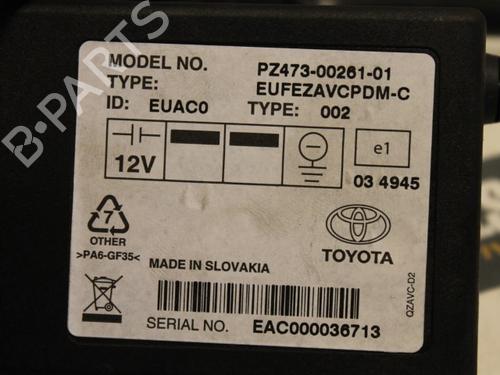 MODEL NO. PZ473-00261-01
TYPE: EUFEZAVCPDM-C
ID: EUAC0 TYPE: 002
12V
e1
03 4945
7
OTHER
>PA6-GF35<
TOYOTA
MADE IN SLOVAKIA
QZAVC-D2
SERIAL NO. EAC000036713
B-PARTS